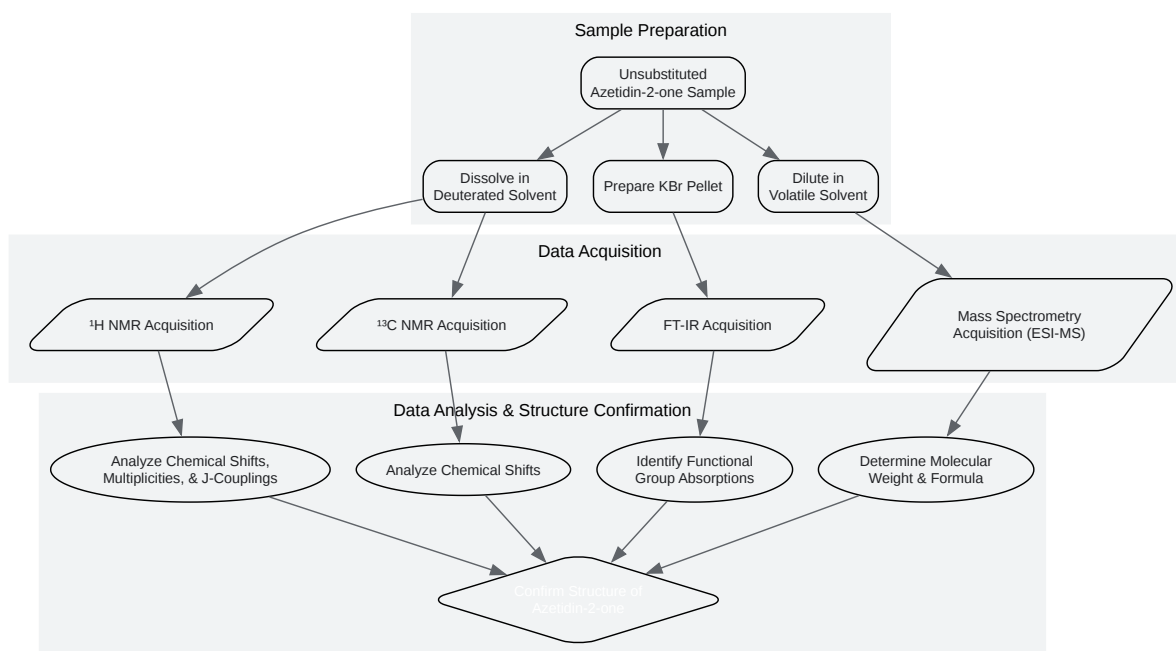 Sample Preparation
Unsubstituted
Azetidin-2-one Sample
Dissolve in
Deuterated Solvent
Prepare KBr Pellet
Dilute in
Volatile Solvent
Data Acquisition
¹H NMR Acquisition
¹³C NMR Acquisition
FT-IR Acquisition
Mass Spectrometry
Acquisition (ESI-MS)
Data Analysis & Structure Confirmation
Analyze Chemical Shifts,
Multiplicities, & J-Couplings
Analyze Chemical Shifts
Identify Functional
Group Absorptions
Determine Molecular
Weight & Formula
Confirm Structure of
Azetidin-2-one